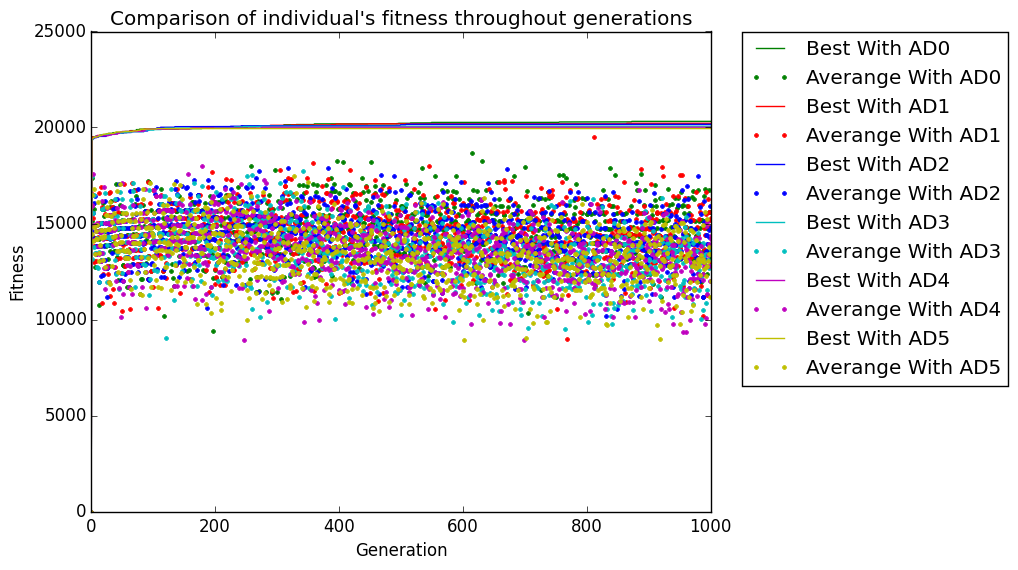 Comparison of individual's fitness throughout generations
25000
20000
15000
10000
5000
0
Fitness
0 200 400 600 800 1000
Generation
Best With AD0
Averange With AD0
Best With AD1
Averange With AD1
Best With AD2
Averange With AD2
Best With AD3
Averange With AD3
Best With AD4
Averange With AD4
Best With AD5
Averange With AD5